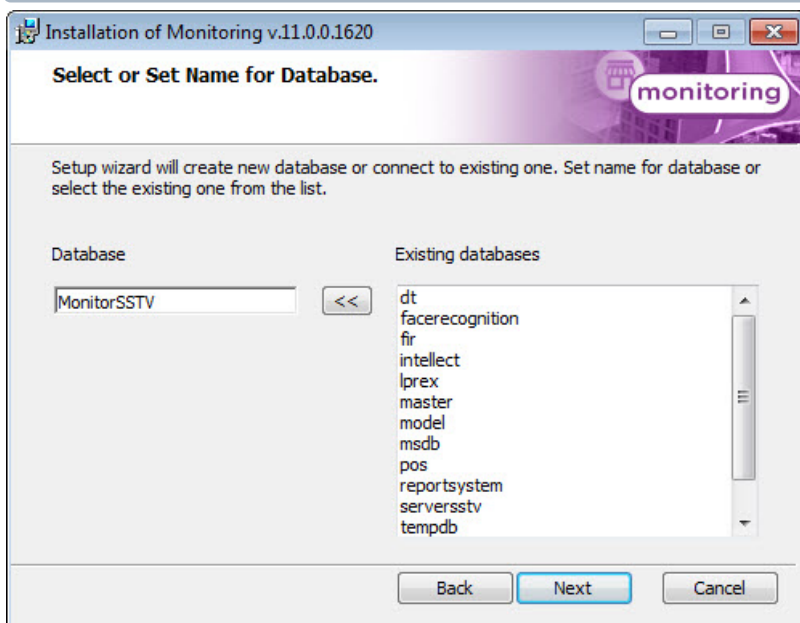 Installation of Monitoring v.11.0.0.1620
Select or Set Name for Database.
monitoring
Setup wizard will create new database or connect to existing one. Set name for database or
select the existing one from the list.
Database
Existing databases
MonitorSSTV
<<
dt
facerecognition
fir
intellect
lprex
master
model
msdb
pos
reportsystem
serversstv
tempdb
Back
Next
Cancel